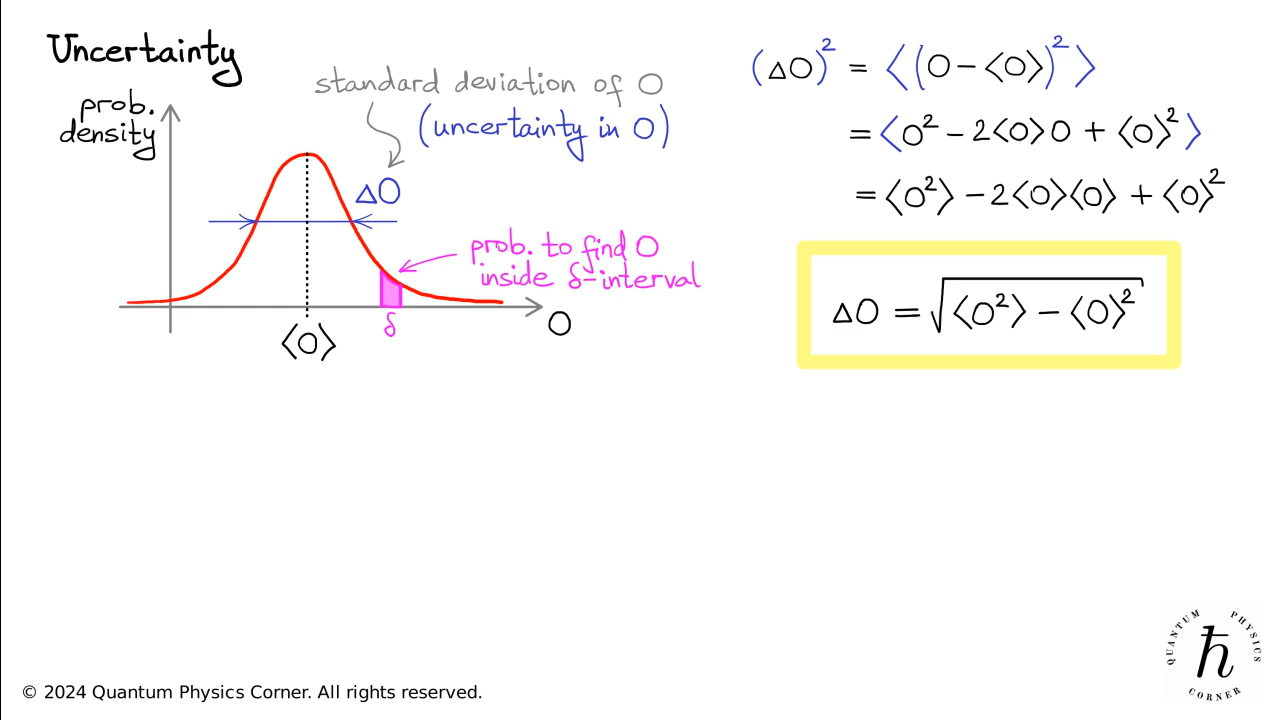 Uncertainty
prob.
density
standard deviation of O
(uncertainty in O)
ΔO
prob. to find O
inside δ-interval
δ
O
⟨O⟩
(ΔO)² = ⟨(O-⟨O⟩)²⟩
= ⟨O² - 2⟨O⟩O + ⟨O⟩²⟩
= ⟨O²⟩ - 2⟨O⟩⟨O⟩ + ⟨O⟩²
ΔO = √(⟨O²⟩ - ⟨O⟩²)
QUANTUM PHYSICS
ħ
CORNER
© 2024 Quantum Physics Corner. All rights reserved.